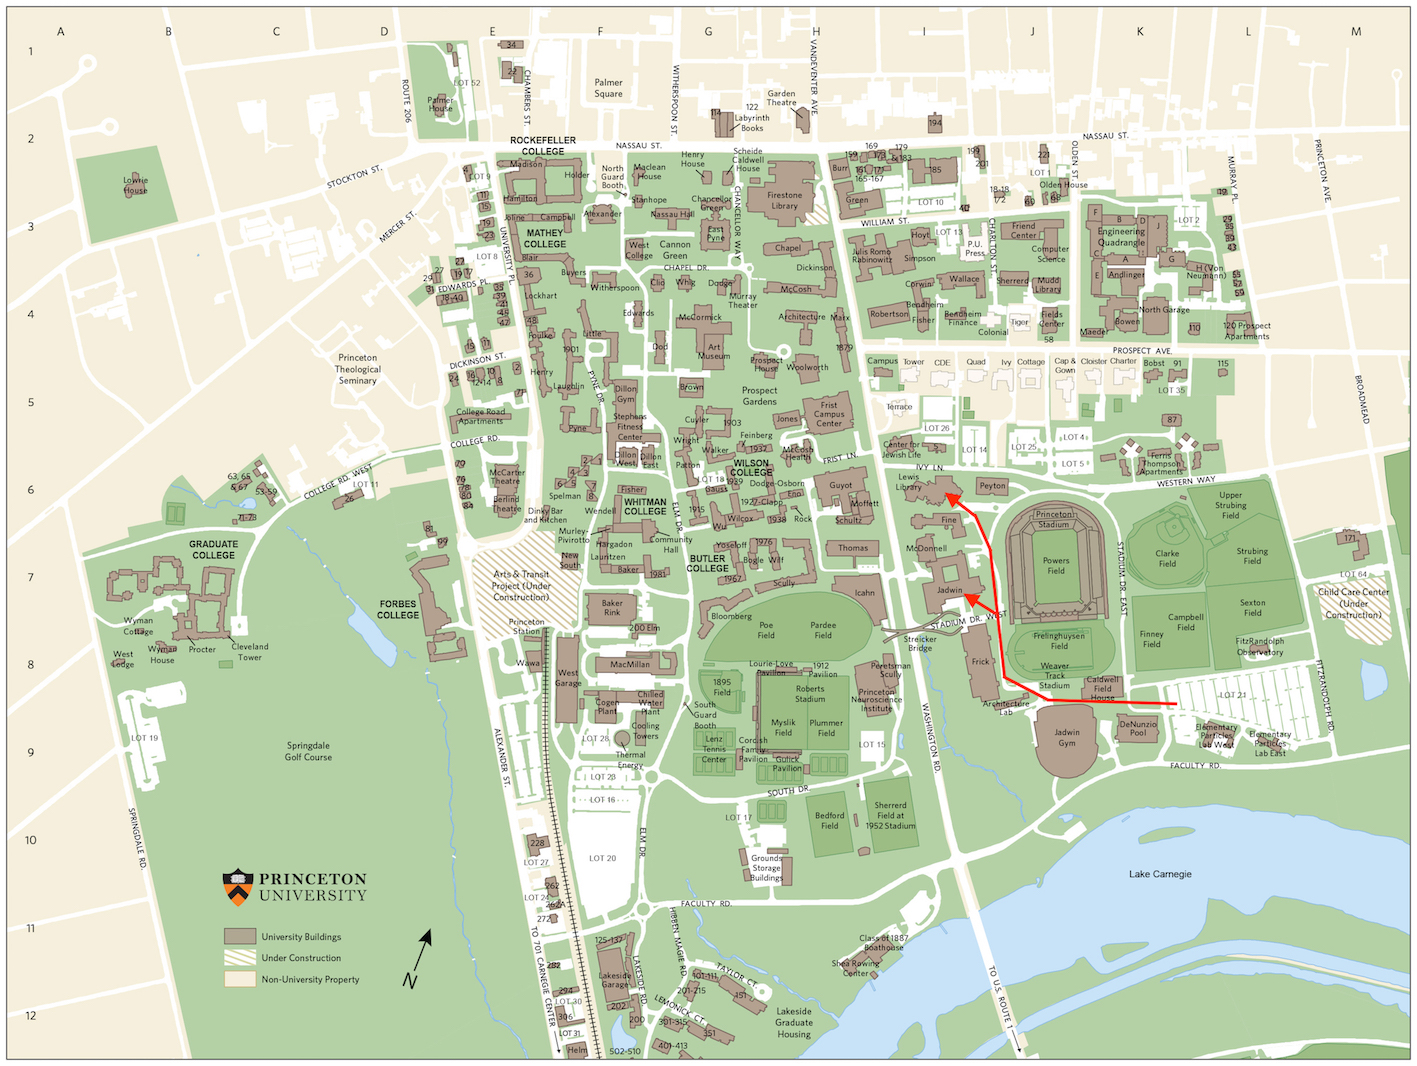 A
B
C
D
E
F
G
H
I
J
K
L
M
1
2
3
4
5
6
7
8
9
10
11
12
34
22
LOT 52
CHAMBERS ST.
Palmer
Square
WITHERSPOON ST.
VANDEVENTER AVE.
Garden
Theatre
114
122
Labyrinth
Books
194
ROUTE 206
Palmer
House
ROCKEFELLER
COLLEGE
NASSAU ST.
NASSAU ST.
STOCKTON ST.
Lowrie
House
Madison
Holder
North
Guard
Booth
Maclean
House
Henry
House
Scheide
Caldwell
House
169
179
& 183
159
173
161
171
185
165-167
199
201
221
OLDEN ST.
LOT 1
Olden House
MURRAY PL.
PRINCETON AVE
LOT 9
4
11
15
19
23
Hamilton
Stanhope
Burr
Green
Firestone
Library
18-18
1/2
LOT 10
Joline
Campbell
Alexander
Nassau Hall
Chancellor
Green
East
Pyne
CHANCELOR WAY
WILLIAM ST.
LOT 13
P.U.
Press
CHARLTON ST.
Friend
Center
Computer
Science
Engineering
Quadrangle
F
B
D
J
C
A
E
G
LOT 2
MERCER ST.
MATHEY
COLLEGE
Blair
UNIVERSITY PL.
LOT 8
West
College
Cannon
Green
Chapel
Hoyt
Julis Romo
Rabinowitz
Simpson
Andlinger
H (Von
Neumann)
27
29
31
EDWARDS PL.
36
Buyers
CHAPEL DR.
Dickinson
Witherspoon
Clio
Whig
Dodge
Murray
Theater
McCosh
Corwin
Wallace
Sherrerd
Mudd
Library
Lockhart
48
Foulke
Little
Edwards
McCormick
Architecture
Marx
Robertson
Bendheim
Fisher
Bendheim
Finance
Colonial
Tiger
Fields
Center
58
Maeder
Bowen
North Garage
110
120 Prospect
Apartments
Princeton
Theological
Seminary
DICKINSON ST.
1901
Dod
Art
Museum
Prospect
House
Woolworth
1879
PROSPECT AVE.
Campus
Tower
CDE
Quad
Ivy
Cottage
Cap &
Gown
Cloister
Charter
Bobst
91
115
LOT 35
Henry
Laughlin
PYNE DR.
Dillon
Gym
Brown
Prospect
Gardens
BROADMEAD
College Road
Apartments
COLLEGE RD.
Pyne
Stephens
Fitness
Center
Cuyler
1903
Jones
Frist
Campus
Center
Terrace
LOT 26
LOT 14
LOT 25
LOT 4
LOT 5
87
Ferris
Thompson
Apartments
Feinberg
Wright
Walker
1932
McCosh
Health
Center for
Jewish Life
Dillon
West
Dillon
East
Patton
WILSON
COLLEGE
FRIST LN.
IVY LN
WESTERN WAY
63, 65
& 67
53-59
COLLEGE RD. WEST
LOT 11
26
McCarter
Theatre
Berlind
Theatre
Spelman
Fisher
LOT 18
Gauss
1939
Dodge-Osborn
1927-Clapp
Eno
Guyot
Moffett
Lewis
Library
Peyton
Upper
Strubing
Field
71-73
Dinky Bar
and Kitchen
Wendell
WHITMAN
COLLEGE
ELM DR.
1915
Wu
Wilcox
1938
Rock
Schultz
Fine
Princeton
Stadium
GRADUATE
COLLEGE
81
99
Murley-
Pivirotto
Hargadon
Community
Hall
BUTLER
COLLEGE
Yoseloff
1976
Thomas
McDonnell
Powers
Field
STADIUM DR. EAST
Clarke
Field
Strubing
Field
171
LOT 64
New
South
Lauritzen
Baker
1981
Bogle
Wilf
1967
Scully
Jadwin
Icahn
Arts & Transit
Project (Under
Construction)
Child Care Center
(Under
Construction)
FORBES
COLLEGE
Baker
Rink
Bloomberg
Poe
Field
Pardee
Field
STADIUM DR. WEST
Streicker
Bridge
Frelinghuysen
Field
Campbell
Field
Sexton
Field
Finney
Field
FitzRandolph
Observatory
Wyman
Cottage
Princeton
Station
200 Elm
West
Lodge
Wyman
House
Procter
Cleveland
Tower
Wawa
West
Garage
MacMillan
Lourie-Love
Pavilion
1912
Pavilion
Peretsman
Scully
Frick
Weaver
Track
Stadium
Caldwell
Field
House
FITZRANDOLPH RD.
LOT 21
Cogen
Plant
Chilled
Water
Plant
1895
Field
Roberts
Stadium
Princeton
Neuroscience
Institute
Architecture
Lab
LOT 19
Springdale
Golf Course
ALEXANDER ST.
LOT 28
Cooling
Towers
South
Guard
Booth
Myslik
Field
Plummer
Field
WASHINGTON RD.
DeNunzio
Pool
Elementary
Particles
Lab West
Elementary
Particles
Lab East
Thermal
Energy
Lenz
Tennis
Center
Cordish
Family
Pavilion
Gulick
Pavilion
LOT 15
Jadwin
Gym
FACULTY RD.
LOT 23
LOT 16
SOUTH DR.
SPRINGDALE RD.
LOT 17
Bedford
Field
Sherrerd
Field at
1952 Stadium
228
LOT 27
LOT 20
ELM DR.
Grounds
Storage
Buildings
Lake Carnegie
PRINCETON
UNIVERSITY
262
262A
272
FACULTY RD.
University Buildings
Under Construction
Non-University Property
N
TO 701 CARNEGIE CENTER
125-137
HIBBEN MAGIE RD.
Class of 1887
Boathouse
Shea Rowing
Center
282
294
LOT 30
306
LOT 31
Helm
Lakeside
Garage
LAKESIDE RD.
202
200
101-111
TAYLOR CT.
151
201-215
LEMONICK CT.
301-315
351
401-413
502-510
Lakeside
Graduate
Housing
TO U.S. ROUTE 1